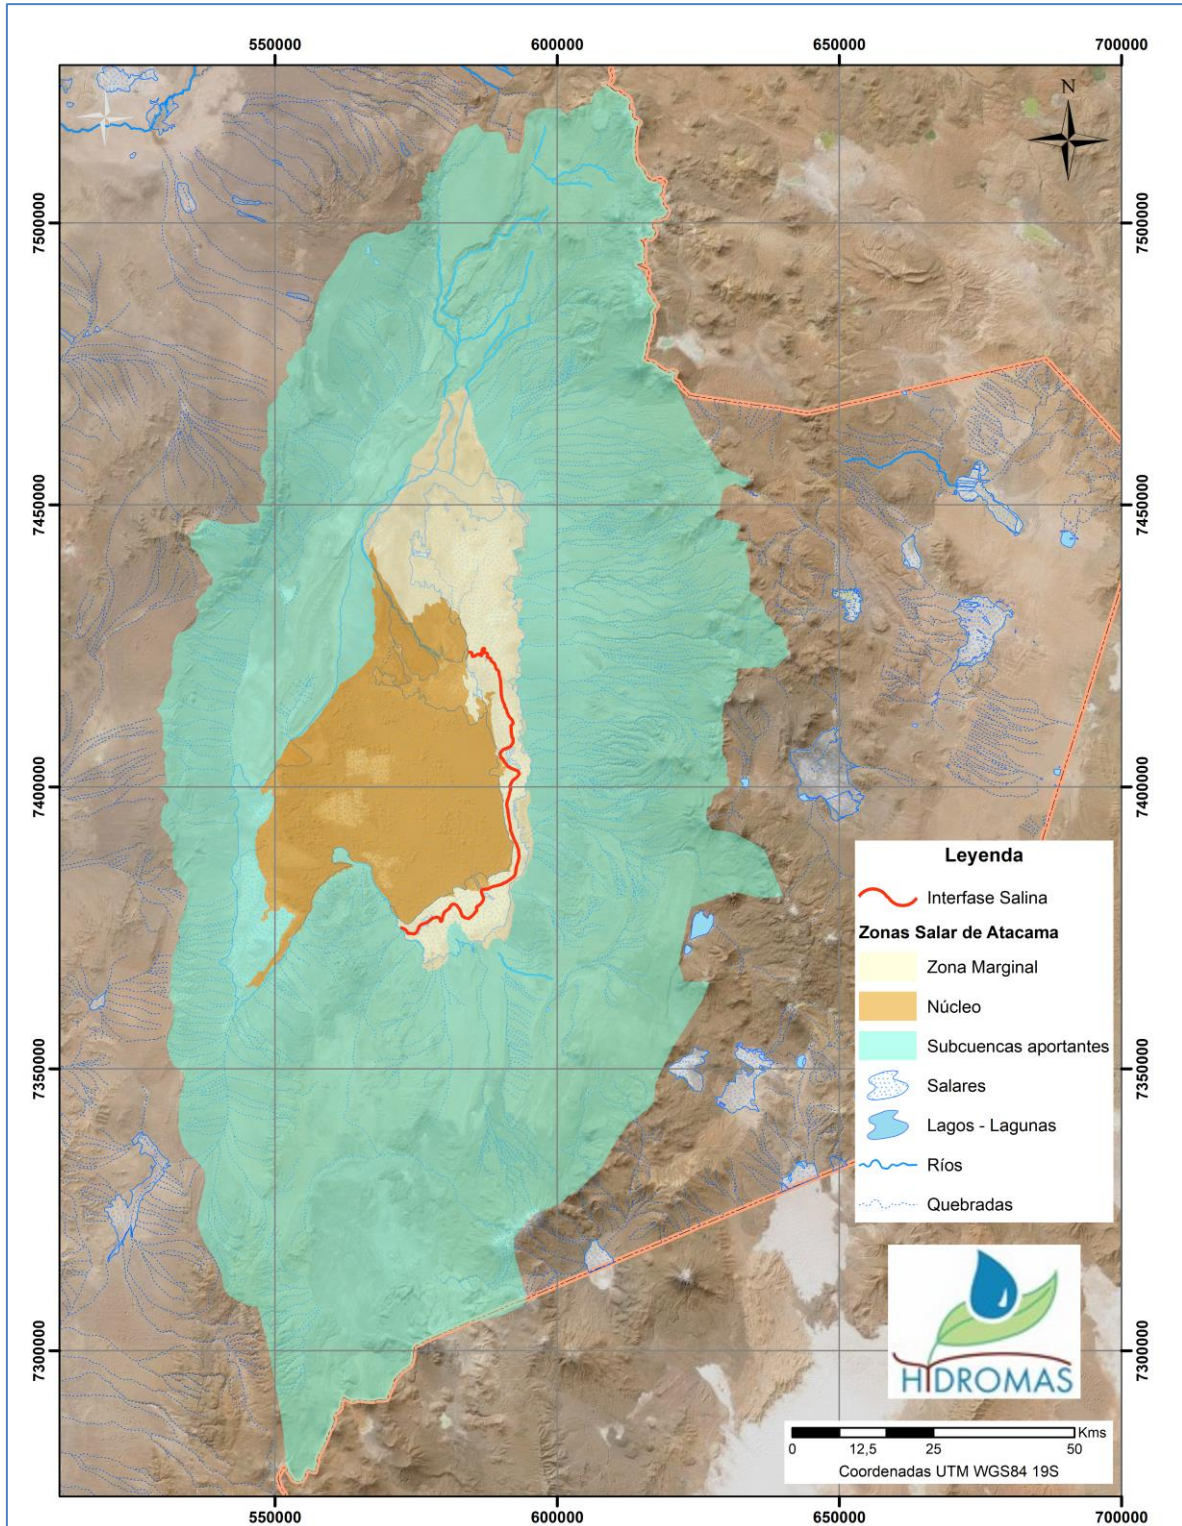 550000 600000 650000 700000
N
7500000 7500000
7450000 7450000
7400000 7400000
7350000 7350000
7300000 7300000
Leyenda
Interfase Salina
Zonas Salar de Atacama
Zona Marginal
Núcleo
Subcuencas aportantes
Salares
Lagos - Lagunas
Ríos
Quebradas
HIDROMAS
Kms
0 12,5 25 50
Coordenadas UTM WGS84 19S
550000 600000 650000 700000